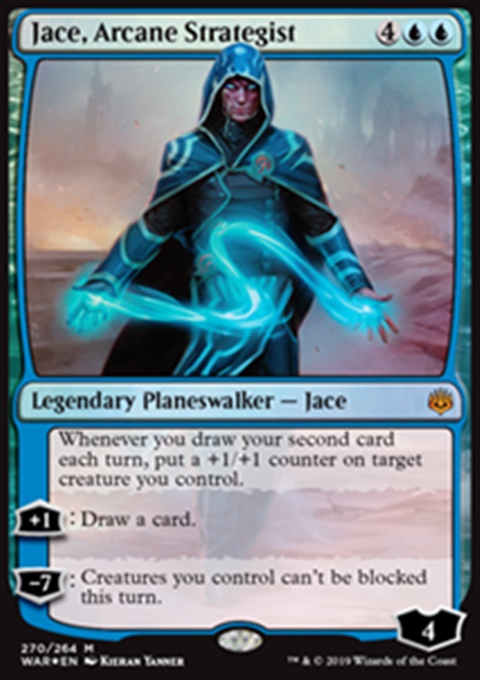 Jace, Arcane Strategist 4
Legendary Planeswalker — Jace
Whenever you draw your second card
each turn, put a +1/+1 counter on target
creature you control.
+1: Draw a card.
-7: Creatures you control can't be blocked
this turn.
4
270/264 M
WAR★EN Kieran Yanner
™ & © 2019 Wizards of the Coast